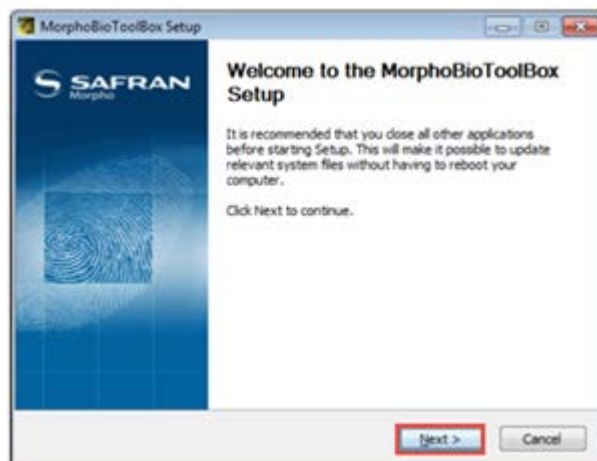 MorphoBioToolBox Setup
SAFRAN
Morpho
Welcome to the MorphoBioToolBox
Setup
It is recommended that you close all other applications
before starting Setup. This will make it possible to update
relevant system files without having to reboot your
computer.
Click Next to continue.
Next >
Cancel